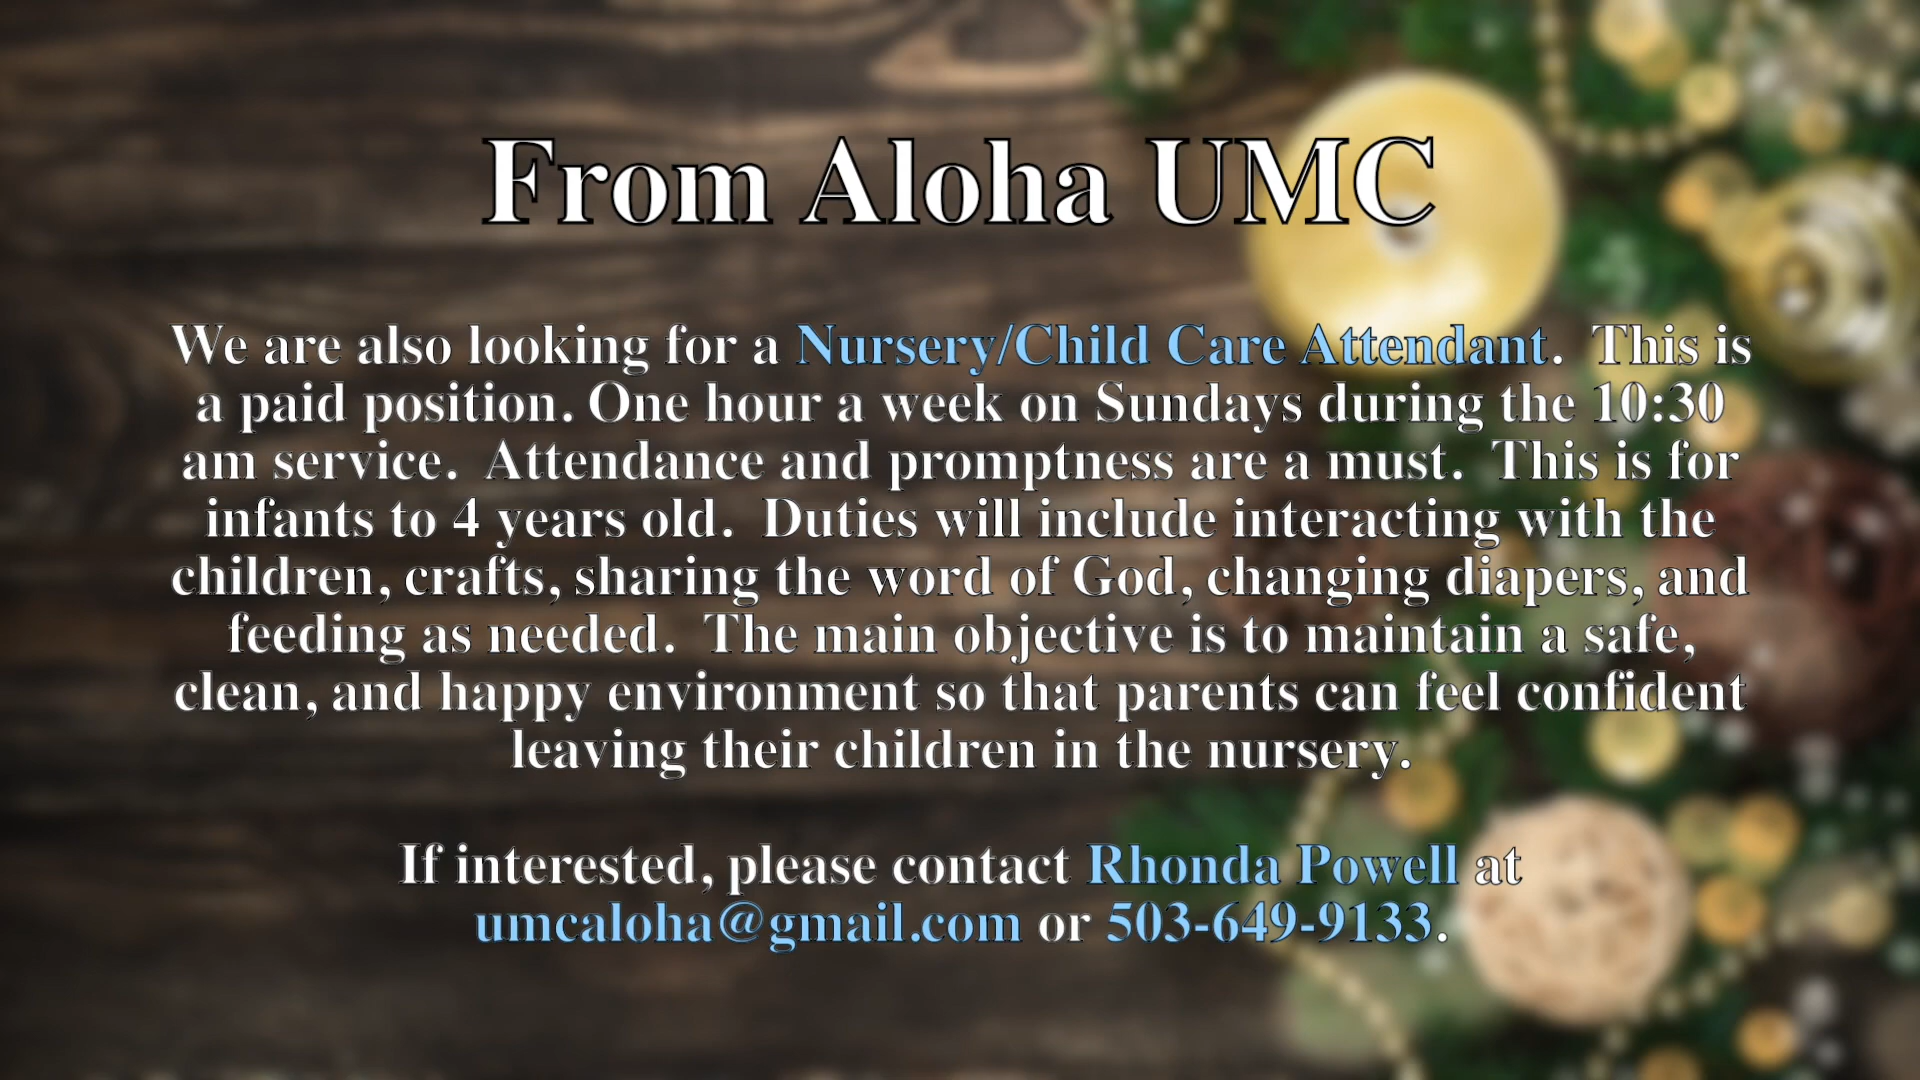 From Aloha UMC
We are also looking for a Nursery/Child Care Attendant.  This is
a paid position. One hour a week on Sundays during the 10:30
am service.  Attendance and promptness are a must.  This is for
infants to 4 years old.  Duties will include interacting with the
children, crafts, sharing the word of God, changing diapers, and
feeding as needed.  The main objective is to maintain a safe,
clean, and happy environment so that parents can feel confident
leaving their children in the nursery.
If interested, please contact Rhonda Powell at
umcaloha@gmail.com or 503-649-9133.